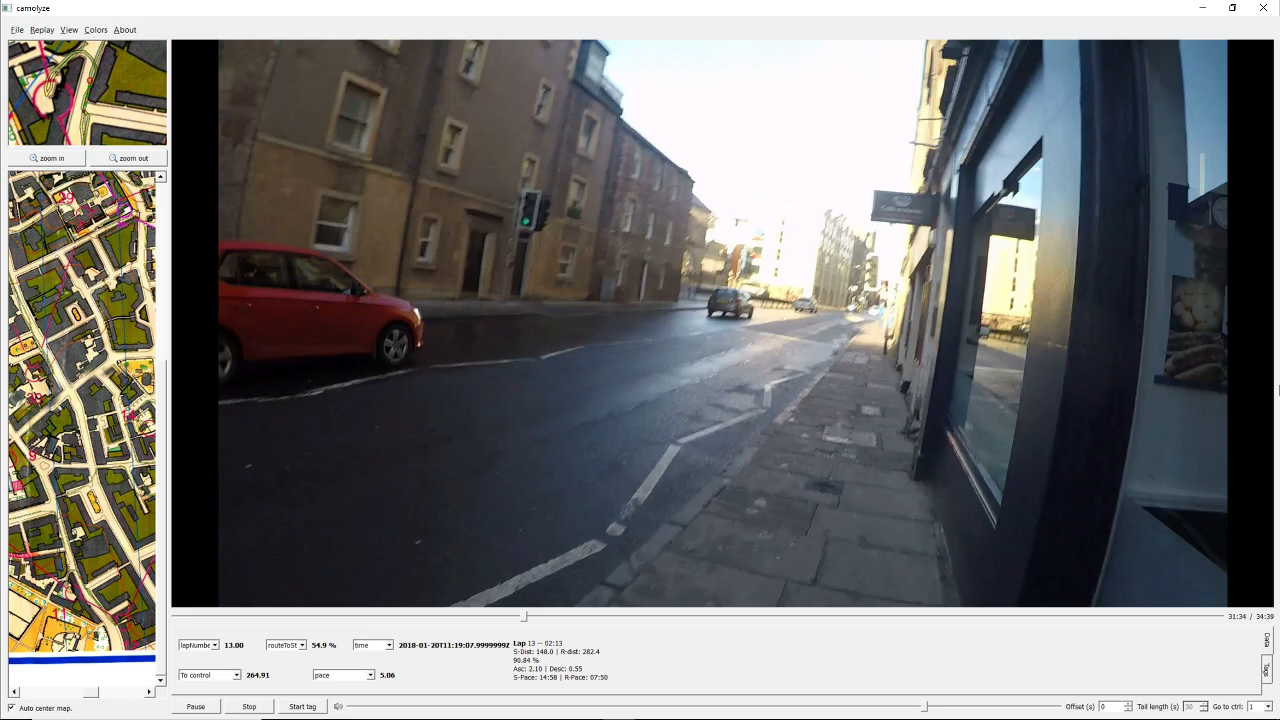 camolyze
File Replay View Colors About
zoom in zoom out
14
9
11
31:34 / 34:39
Data
Tags
lapNumbe 13.00 routeToSt 54.9 % time 2018-01-20T11:19:07.9999999Z
To control 264.91 pace 5.06
Lap 13 -- 02:13
S-Dist: 148.0 | R-dist: 282.4
90.84 %
Asc: 2.10 | Desc: 0.55
S-Pace: 14:58 | R-Pace: 07:50
Auto center map.
Pause Stop Start tag Offset (s) 0 Tail length (s) 30 Go to ctrl: 1